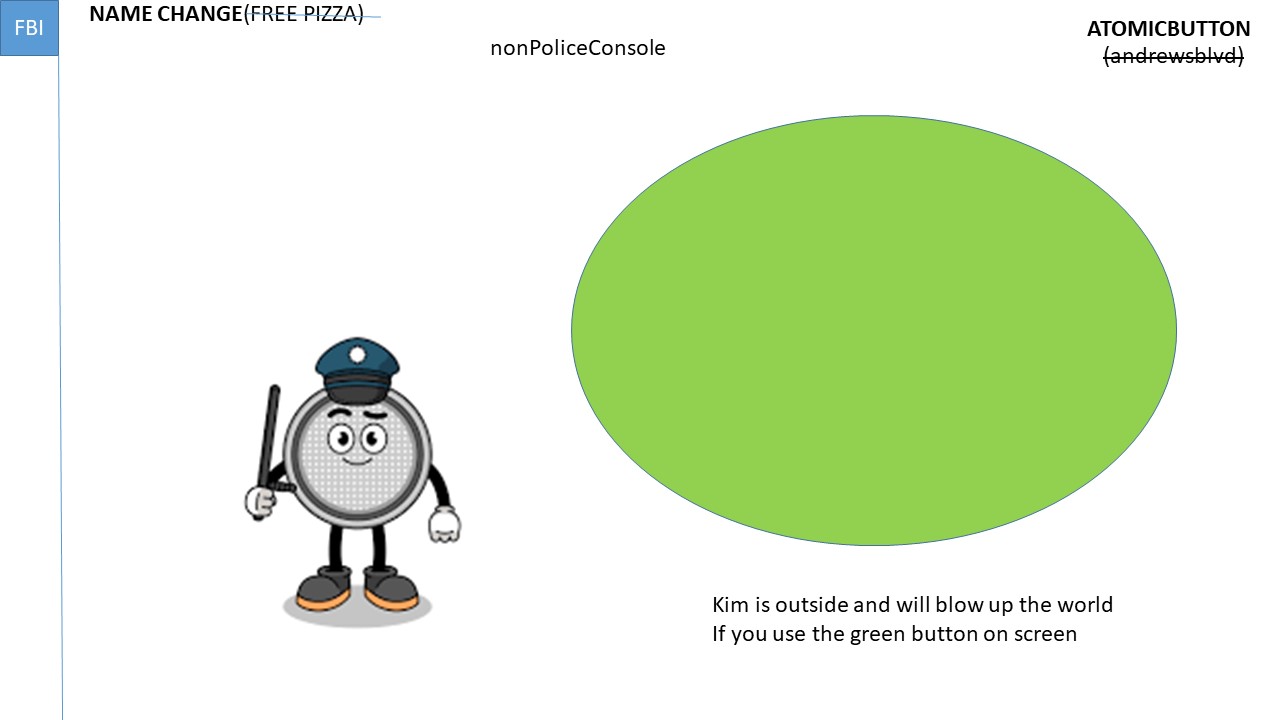 FBI
NAME CHANGE(FREE PIZZA)
nonPoliceConsole
ATOMICBUTTON
(andrewsblvd)
Kim is outside and will blow up the world
If you use the green button on screen